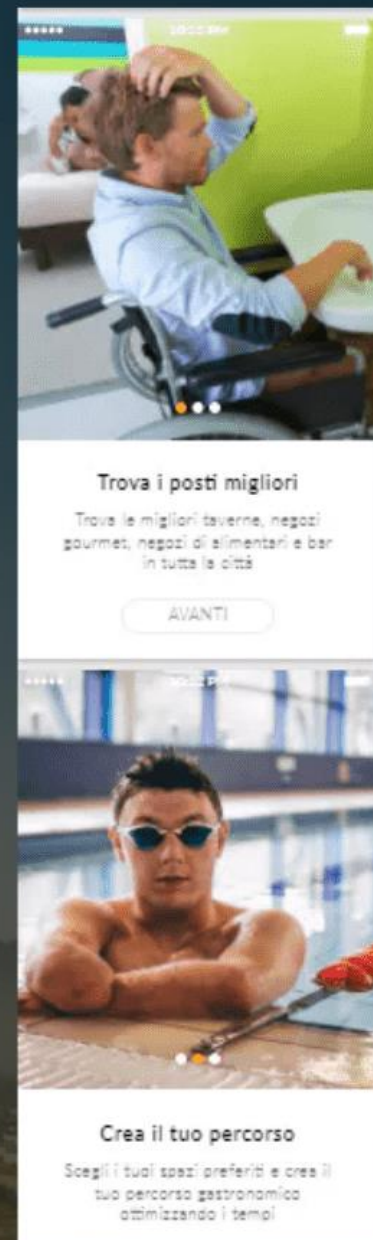 Trova i posti migliori
Trova le migliori taverne, negozi
gourmet, negozi di alimentari e bar
in tutta la città
AVANTI
Crea il tuo percorso
Scegli i tuoi spazi preferiti e crea il
tuo percorso gastronomico
ottimizzando i tempi